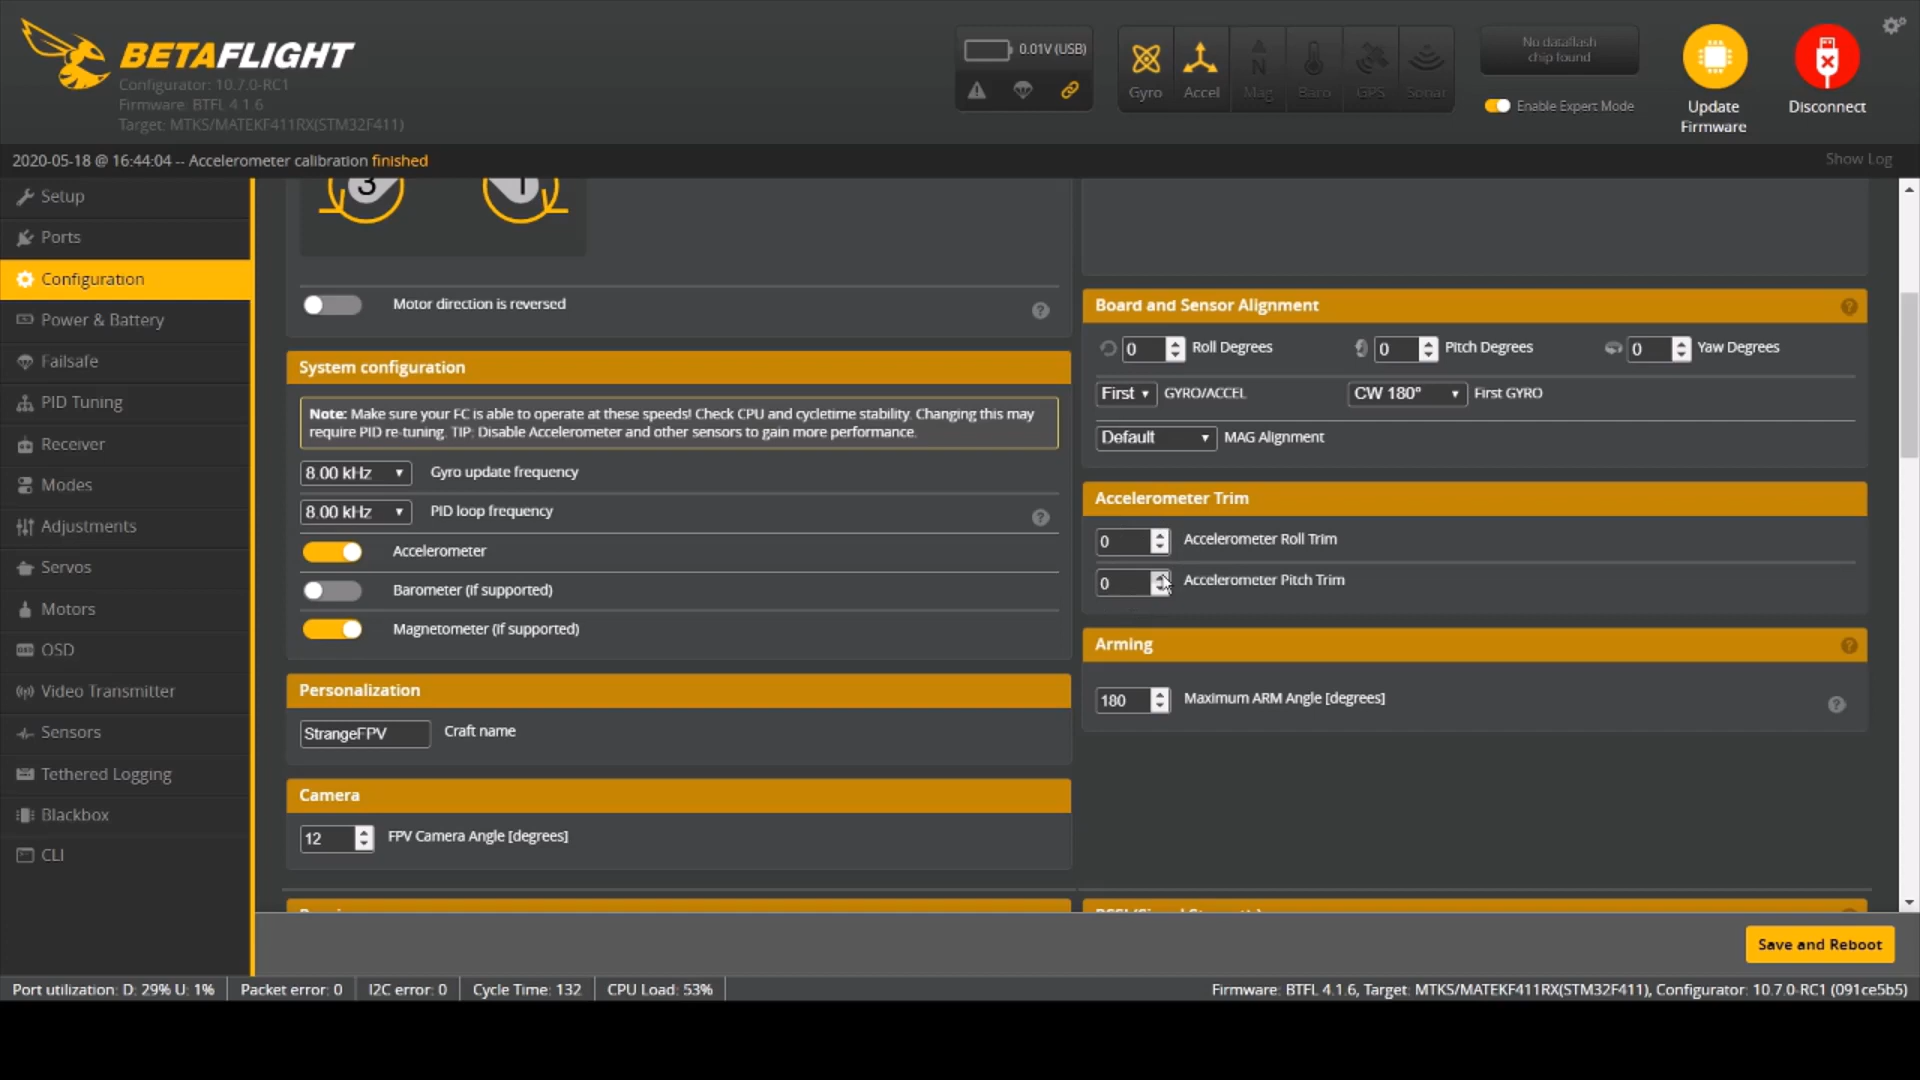 BETAFLIGHT
Configurator: 10.7.0-RC1
Firmware: BTFL 4.1.6
Target: MTKS/MATEKF411RX(STM32F411)
0.01V (USB)
Gyro
Accel
Mag
Baro
GPS
Sonar
No dataflash
chip found
Enable Expert Mode
Update
Firmware
Disconnect
2020-05-18 @ 16:44:04 -- Accelerometer calibration finished
Show Log
Setup
Ports
Configuration
Power & Battery
Failsafe
PID Tuning
Receiver
Modes
Adjustments
Servos
Motors
OSD
Video Transmitter
Sensors
Tethered Logging
Blackbox
CLI
3
1
Motor direction is reversed
System configuration
Note: Make sure your FC is able to operate at these speeds! Check CPU and cycletime stability. Changing this may
require PID re-tuning. TIP: Disable Accelerometer and other sensors to gain more performance.
8.00 kHz Gyro update frequency
8.00 kHz PID loop frequency
Accelerometer
Barometer (if supported)
Magnetometer (if supported)
Personalization
StrangeFPV Craft name
Camera
12 FPV Camera Angle [degrees]
Board and Sensor Alignment
0 Roll Degrees 0 Pitch Degrees 0 Yaw Degrees
First GYRO/ACCEL CW 180° First GYRO
Default MAG Alignment
Accelerometer Trim
0 Accelerometer Roll Trim
0 Accelerometer Pitch Trim
Arming
180 Maximum ARM Angle [degrees]
Save and Reboot
Port utilization: D: 29% U: 1% Packet error: 0 I2C error: 0 Cycle Time: 132 CPU Load: 53%
Firmware: BTFL 4.1.6, Target: MTKS/MATEKF411RX(STM32F411), Configurator: 10.7.0-RC1 (091ce5b5)